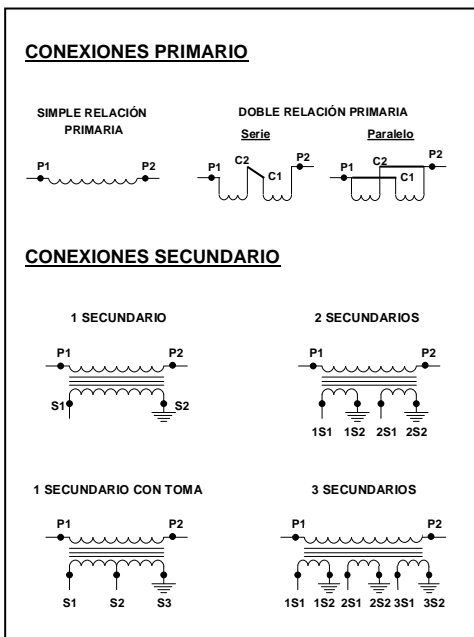 CONEXIONES PRIMARIO
SIMPLE RELACIÓN
PRIMARIA
P1 P2
DOBLE RELACIÓN PRIMARIA
Serie Paralelo
P1 C2 C1 P2
P1 C2 C1 P2
CONEXIONES SECUNDARIO
1 SECUNDARIO
P1 P2
S1 S2
2 SECUNDARIOS
P1 P2
1S1 1S2 2S1 2S2
1 SECUNDARIO CON TOMA
P1 P2
S1 S2 S3
3 SECUNDARIOS
P1 P2
1S1 1S2 2S1 2S2 3S1 3S2